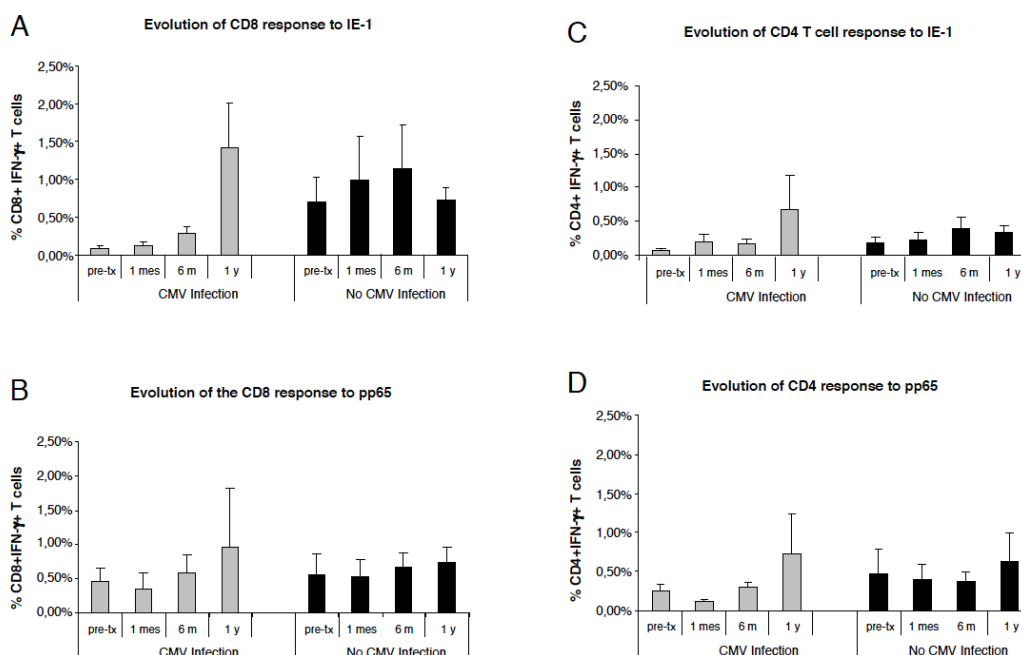 A
Evolution of CD8 response to IE-1
% CD8+ IFN-γ+ T cells
2,50%
2,00%
1,50%
1,00%
0,50%
0,00%
pre-tx 1 mes 6 m 1 y pre-tx 1 mes 6 m 1 y
CMV Infection No CMV Infection
C
Evolution of CD4 T cell response to IE-1
% CD4+ IFN-γ+ T cells
2,50%
2,00%
1,50%
1,00%
0,50%
0,00%
pre-tx 1 mes 6 m 1 y pre-tx 1 mes 6 m 1 y
CMV Infection No CMV Infection
B
Evolution of the CD8 response to pp65
% CD8+IFN-γ+ T cells
2,50%
2,00%
1,50%
1,00%
0,50%
0,00%
pre-tx 1 mes 6 m 1 y pre-tx 1 mes 6 m 1 y
CMV Infection No CMV Infection
D
Evolution of CD4 response to pp65
% CD4+IFN-γ+ T cells
2,50%
2,00%
1,50%
1,00%
0,50%
0,00%
pre-tx 1 mes 6 m 1 y pre-tx 1 mes 6 m 1 y
CMV Infection No CMV Infection